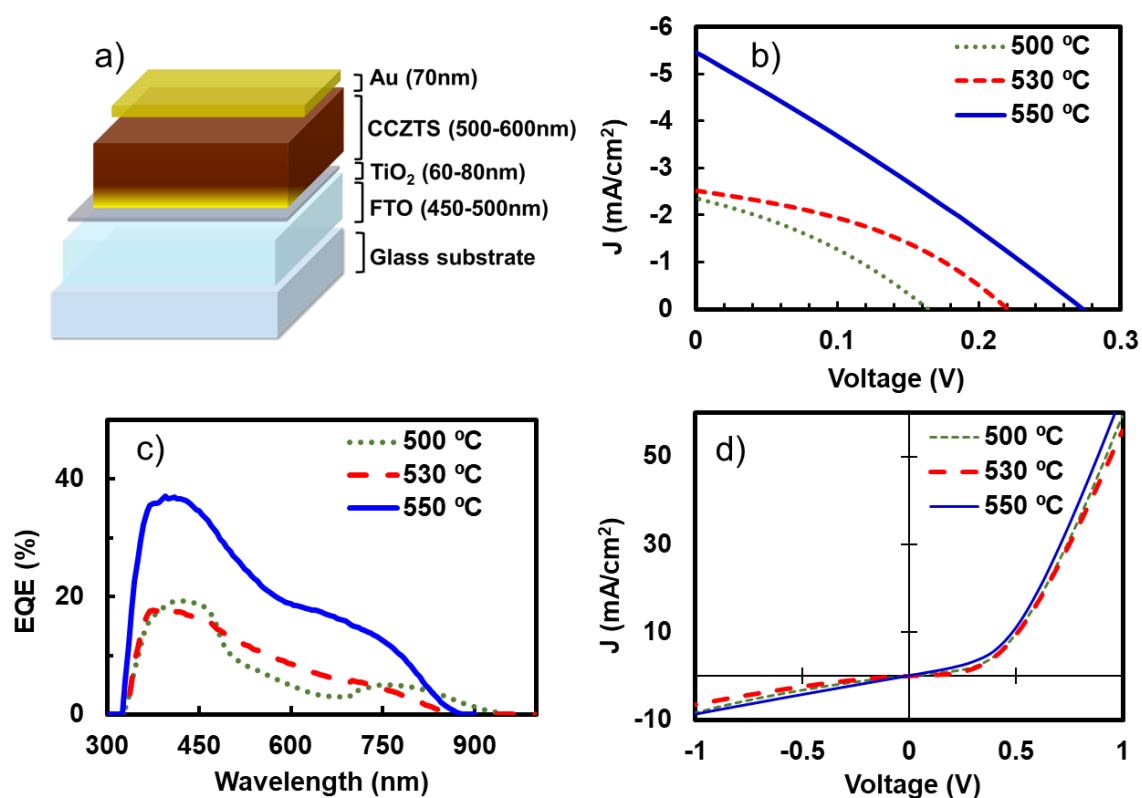 a)
Au (70nm)
CCZTS (500-600nm)
TiO2 (60-80nm)
FTO (450-500nm)
Glass substrate
b)
500 ºC
530 ºC
550 ºC
-6
-5
-4
-3
-2
-1
0
J (mA/cm2)
0
0.1
0.2
0.3
Voltage (V)
c)
500 ºC
530 ºC
550 ºC
40
20
0
EQE (%)
300
450
600
750
900
Wavelength (nm)
d)
500 ºC
530 ºC
550 ºC
50
30
10
-10
J (mA/cm2)
-1
-0.5
0
0.5
1
Voltage (V)